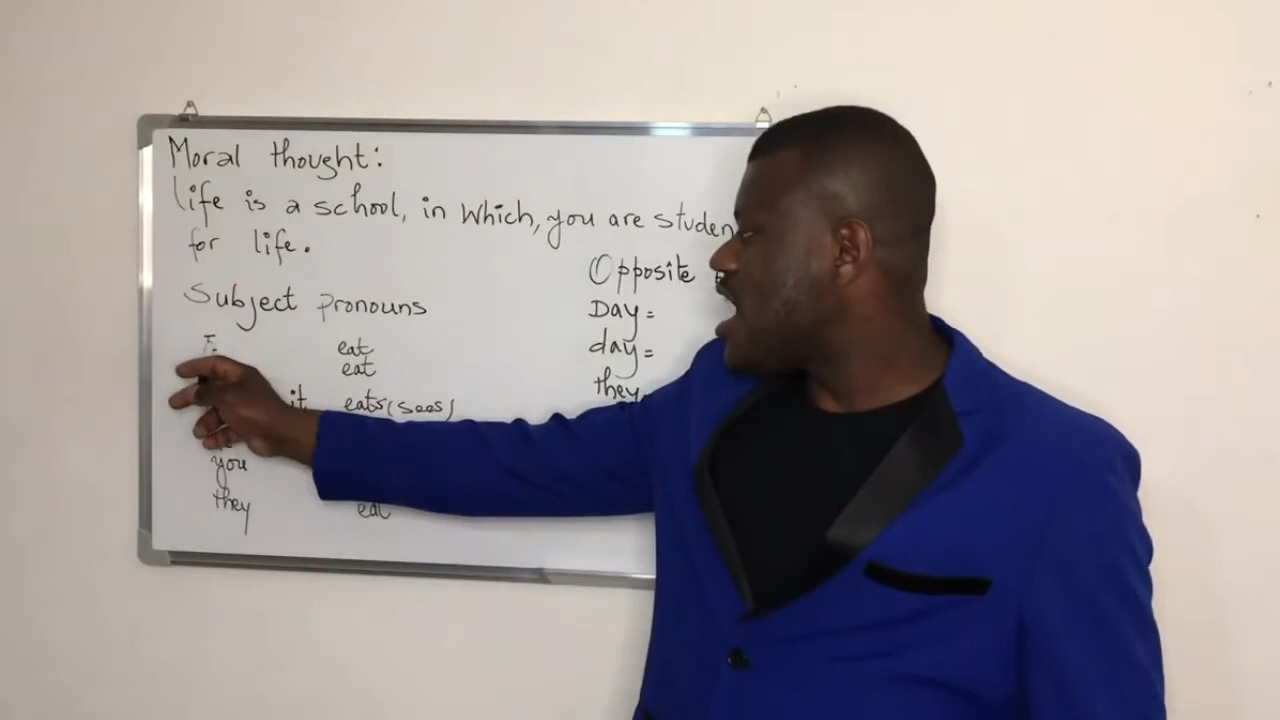 Moral thought:
life is a school, in which, you are studen
for life.
Subject pronouns
I eat
eat
it eats (sees)
you
they eat
Opposite
Day =
day =
they